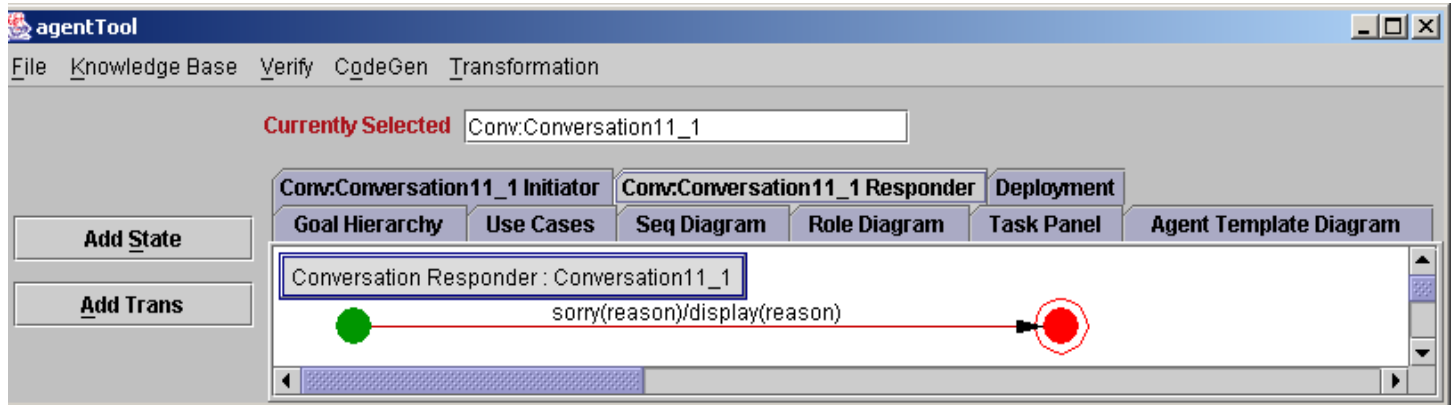 agentTool
File Knowledge Base Verify CodeGen Transformation
Currently Selected Conv:Conversation11_1
Conv:Conversation11_1 Initiator Conv:Conversation11_1 Responder Deployment
Goal Hierarchy Use Cases Seq Diagram Role Diagram Task Panel Agent Template Diagram
Add State
Conversation Responder : Conversation11_1
Add Trans
sorry(reason)/display(reason)